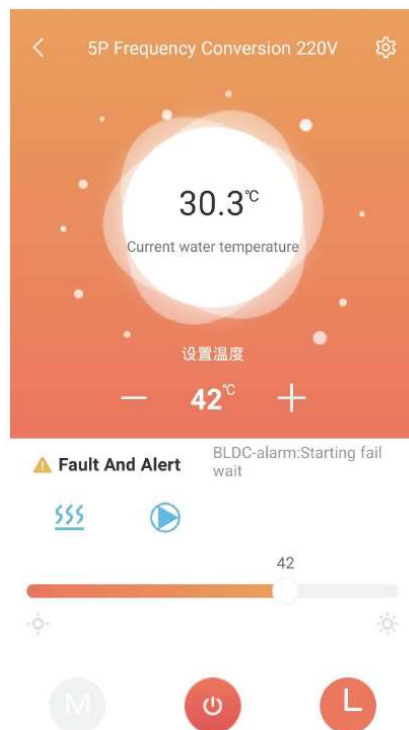 5P Frequency Conversion 220V
30.3℃
Current water temperature
设置温度
42℃
Fault And Alert
BLDC-alarm:Starting fail
wait
42
M